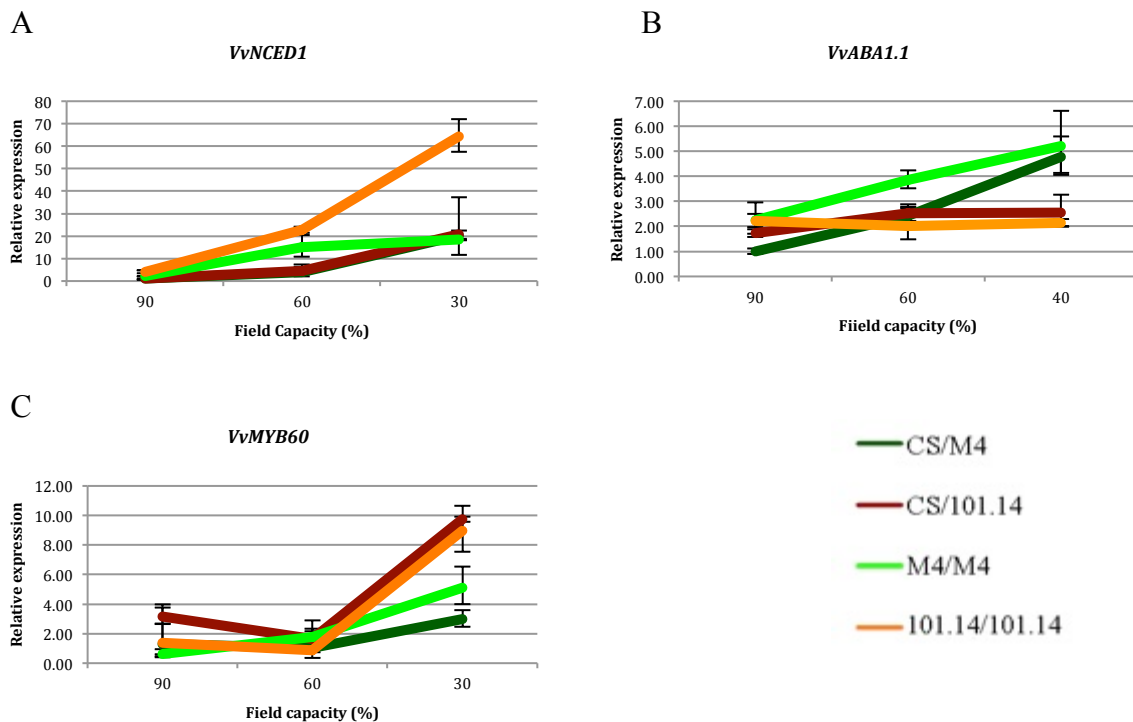 A
VvNCED1
Relative expression
80
70
60
50
40
30
20
10
0
90 60 30
Field Capacity (%)
B
VvABA1.1
Relative expression
7.00
6.00
5.00
4.00
3.00
2.00
1.00
0.00
90 60 40
Fiield capacity (%)
C
VvMYB60
Relative expression
12.00
10.00
8.00
6.00
4.00
2.00
0.00
90 60 30
Field capacity (%)
CS/M4
CS/101.14
M4/M4
101.14/101.14